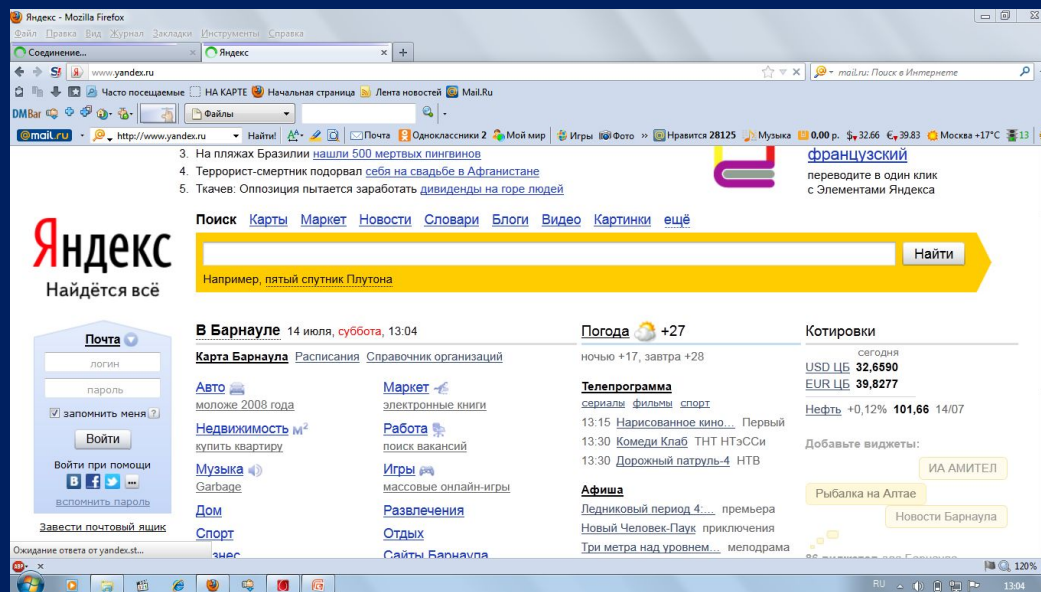 Яндекс - Mozilla Firefox
Файл Правка Вид Журнал Закладки Инструменты Справка
Соединение... × Яндекс × +
S! Я www.yandex.ru mail.ru: Поиск в Интернете
Часто посещаемые НА КАРТЕ Начальная страница Лента новостей Mail.Ru
DMBar Файлы
@mail.ru http://www.yandex.ru Найти! Почта Одноклассники 2 Мой мир Игры Фото » Нравится 28125 Музыка 0,00 р. $ 32.66 € 39.83 Москва +17°C 13
3. На пляжах Бразилии нашли 500 мертвых пингвинов
4. Террорист-смертник подорвал себя на свадьбе в Афганистане
5. Ткачев: Оппозиция пытается заработать дивиденды на горе людей
французский
переводите в один клик
с Элементами Яндекса
Яндекс
Найдётся всё
Поиск Карты Маркет Новости Словари Блоги Видео Картинки ещё
Найти
Например, пятый спутник Плутона
Почта
логин
пароль
запомнить меня ?
Войти
Войти при помощи
В f ...
вспомнить пароль
Завести почтовый ящик
В Барнауле 14 июля, суббота, 13:04
Карта Барнаула Расписания Справочник организаций
Авто
моложе 2008 года
Недвижимость м²
купить квартиру
Музыка
Garbage
Дом
Спорт
Маркет
электронные книги
Работа
поиск вакансий
Игры
массовые онлайн-игры
Развлечения
Отдых
Сайты Барнаула
Погода +27
ночью +17, завтра +28
Телепрограмма
сериалы фильмы спорт
13:15 Нарисованное кино... Первый
13:30 Комеди Клаб ТНТ НТэССи
13:30 Дорожный патруль-4 НТВ
Афиша
Ледниковый период 4:... премьера
Новый Человек-Паук приключения
Три метра над уровнем... мелодрама
Котировки
сегодня
USD ЦБ 32,6590
EUR ЦБ 39,8277
Нефть +0,12% 101,66 14/07
Добавьте виджеты:
ИА АМИТЕЛ
Рыбалка на Алтае
Новости Барнаула
Ожидание ответа от yandex.st...
ABP ×
120%
RU 13:04